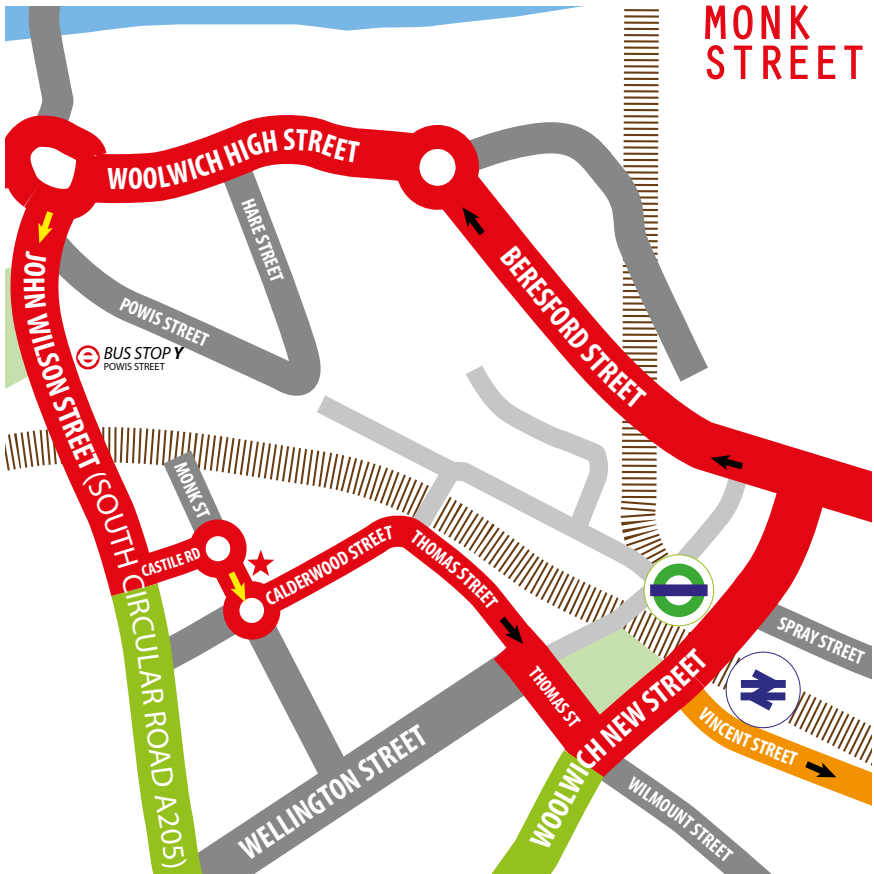 MONK
STREET
WOOLWICH HIGH STREET
HARE STREET
BERESFORD STREET
JOHN WILSON STREET (SOUTH CIRCULAR ROAD A205)
POWIS STREET
BUS STOP Y
POWIS STREET
MONK ST
CASTILE RD
CALDERWOOD STREET
THOMAS STREET
SPRAY STREET
THOMAS ST
WOOLWICH NEW STREET
VINCENT STREET
WELLINGTON STREET
WILMOUNT STREET